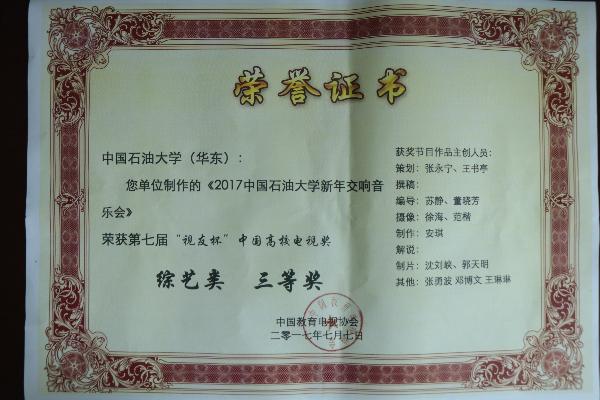 荣誉证书
中国石油大学（华东）：
您单位制作的《2017中国石油大学新年交响音
乐会》
荣获第七届“视友杯”中国高校电视奖
综艺类 三等奖
中国教育电视协会
二零一七年七月七日
获奖节目作品主创人员：
策划：张永宁、王书亭
撰稿：
编导：苏静、董晓芳
摄像：徐海、范楷
制作：安琪
解说：
制片：沈刘峡、郭天明
其他：张勇波 邓博文 王琳琳